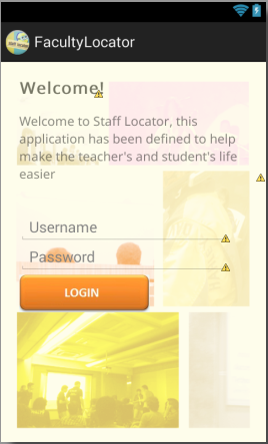 FacultyLocator
Welcome!
Welcome to Staff Locator, this
application has been defined to help
make the teacher's and student's life
easier
Username
Password
LOGIN